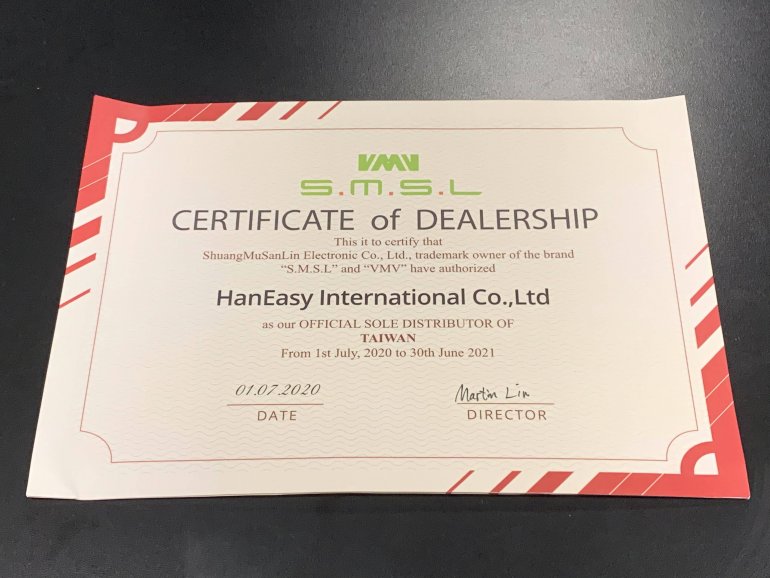 VMV
S.M.S.L
CERTIFICATE of DEALERSHIP
This it to certify that
ShuangMuSanLin Electronic Co., Ltd., trademark owner of the brand
“S.M.S.L” and “VMV” have authorized
HanEasy International Co.,Ltd
as our OFFICIAL SOLE DISTRIBUTOR OF
TAIWAN
From 1st July, 2020 to 30th June 2021
01.07.2020
DATE
Martin Lin
DIRECTOR